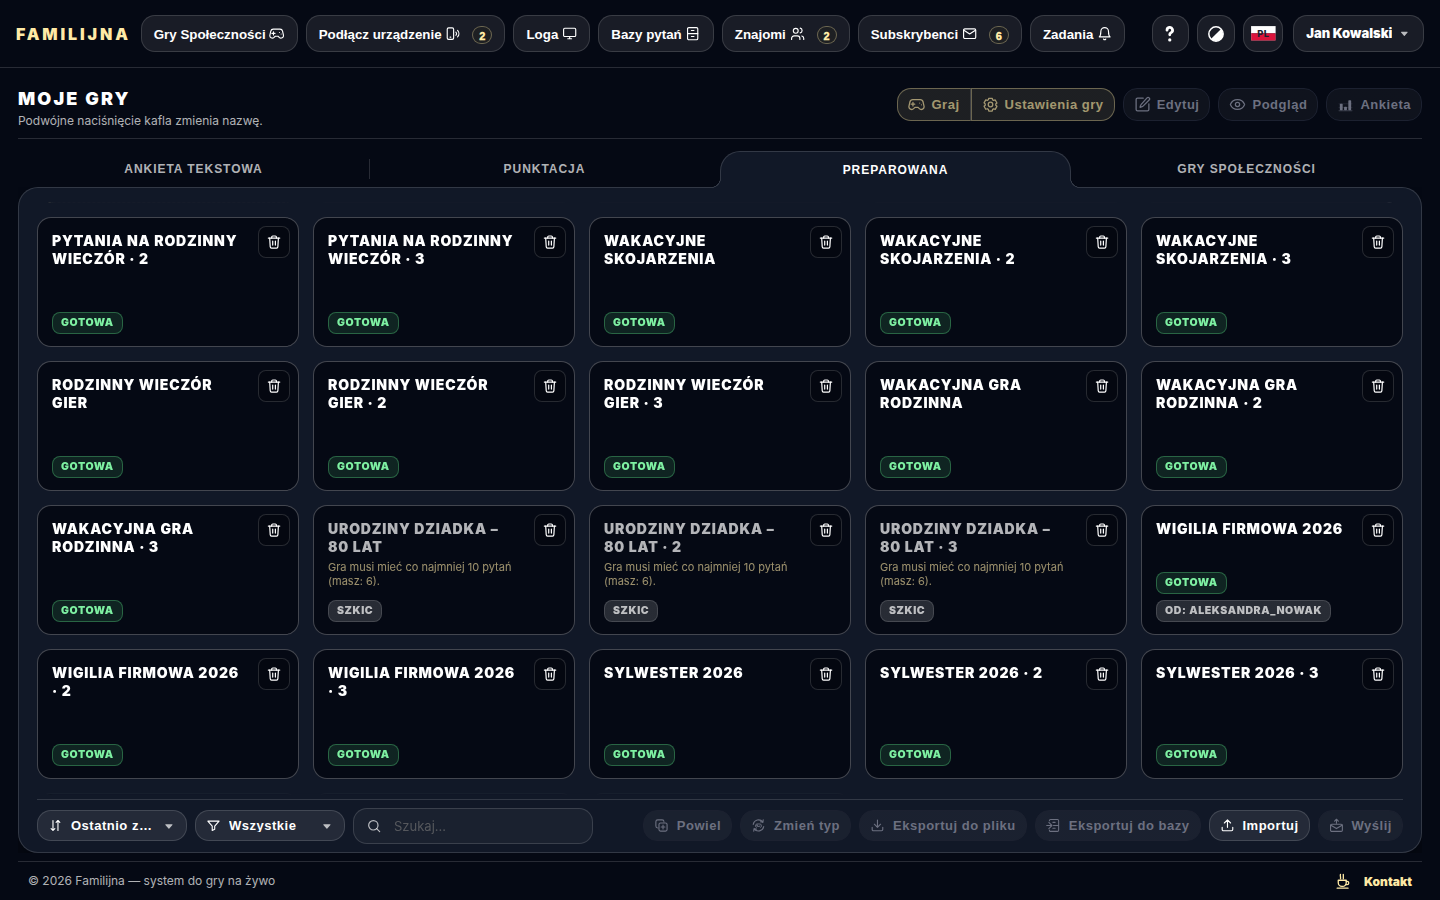 FAMILIJNA
Gry Społeczności
Podłącz urządzenie 2
Loga
Bazy pytań
Znajomi 2
Subskrybenci 6
Zadania
?
PL
Jan Kowalski
MOJE GRY
Podwójne naciśnięcie kafla zmienia nazwę.
Graj
Ustawienia gry
Edytuj
Podgląd
Ankieta
ANKIETA TEKSTOWA
PUNKTACJA
PREPAROWANA
GRY SPOŁECZNOŚCI
PYTANIA NA RODZINNY
WIECZÓR · 2
GOTOWA
PYTANIA NA RODZINNY
WIECZÓR · 3
GOTOWA
WAKACYJNE
SKOJARZENIA
GOTOWA
WAKACYJNE
SKOJARZENIA · 2
GOTOWA
WAKACYJNE
SKOJARZENIA · 3
GOTOWA
RODZINNY WIECZÓR
GIER
GOTOWA
RODZINNY WIECZÓR
GIER · 2
GOTOWA
RODZINNY WIECZÓR
GIER · 3
GOTOWA
WAKACYJNA GRA
RODZINNA
GOTOWA
WAKACYJNA GRA
RODZINNA · 2
GOTOWA
WAKACYJNA GRA
RODZINNA · 3
GOTOWA
URODZINY DZIADKA –
80 LAT
Gra musi mieć co najmniej 10 pytań
(masz: 6).
SZKIC
URODZINY DZIADKA –
80 LAT · 2
Gra musi mieć co najmniej 10 pytań
(masz: 6).
SZKIC
URODZINY DZIADKA –
80 LAT · 3
Gra musi mieć co najmniej 10 pytań
(masz: 6).
SZKIC
WIGILIA FIRMOWA 2026
GOTOWA
OD: ALEKSANDRA_NOWAK
WIGILIA FIRMOWA 2026
· 2
GOTOWA
WIGILIA FIRMOWA 2026
· 3
GOTOWA
SYLWESTER 2026
GOTOWA
SYLWESTER 2026 · 2
GOTOWA
SYLWESTER 2026 · 3
GOTOWA
Ostatnio z...
Wszystkie
Szukaj...
Powiel
Zmień typ
Eksportuj do pliku
Eksportuj do bazy
Importuj
Wyślij
© 2026 Familijna — system do gry na żywo
Kontakt